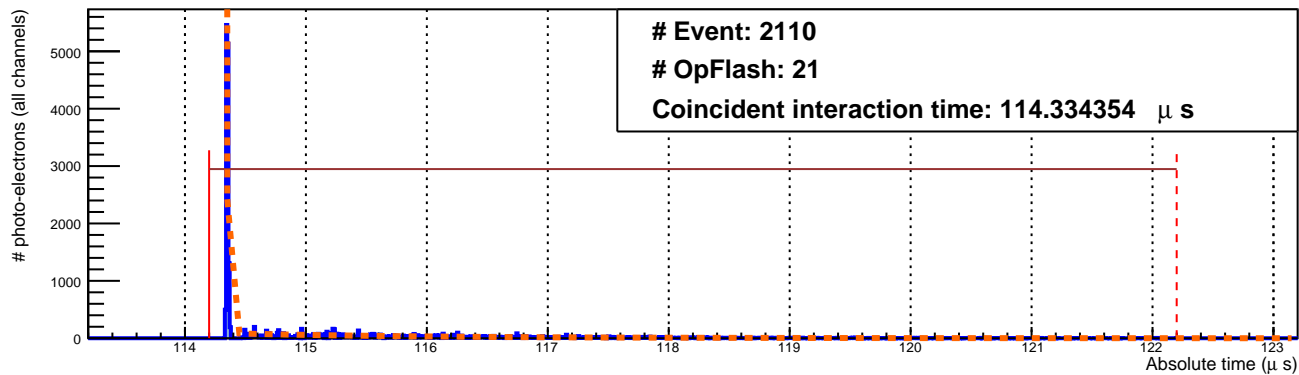 # Event: 2110
# OpFlash: 21
Coincident interaction time: 114.334354 μ s
# photo-electrons (all channels)
5000
4000
3000
2000
1000
0
114 115 116 117 118 119 120 121 122 123
Absolute time (μ s)